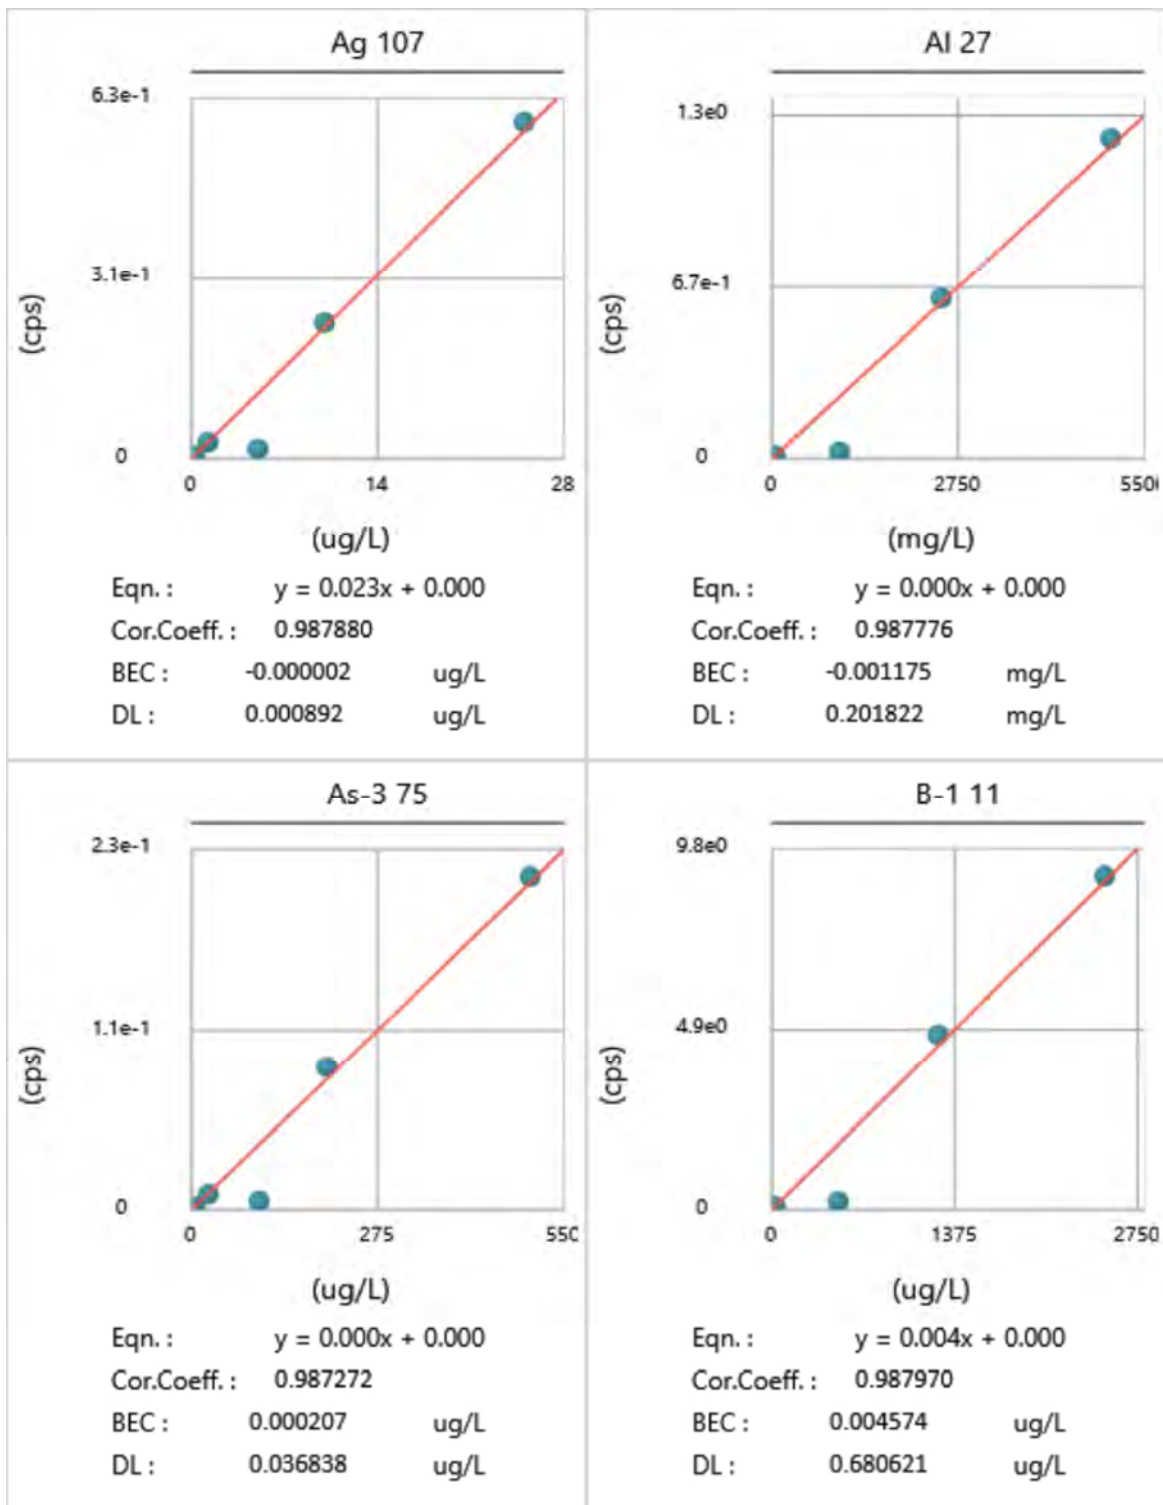 Ag 107
6.3e-1
3.1e-1
0
(cps)
0 14 28
(ug/L)
Eqn. : y = 0.023x + 0.000
Cor.Coeff. : 0.987880
BEC : -0.000002 ug/L
DL : 0.000892 ug/L
Al 27
1.3e0
6.7e-1
0
(cps)
0 2750 550
(mg/L)
Eqn. : y = 0.000x + 0.000
Cor.Coeff. : 0.987776
BEC : -0.001175 mg/L
DL : 0.201822 mg/L
As-3 75
2.3e-1
1.1e-1
0
(cps)
0 275 550
(ug/L)
Eqn. : y = 0.000x + 0.000
Cor.Coeff. : 0.987272
BEC : 0.000207 ug/L
DL : 0.036838 ug/L
B-1 11
9.8e0
4.9e0
0
(cps)
0 1375 2750
(ug/L)
Eqn. : y = 0.004x + 0.000
Cor.Coeff. : 0.987970
BEC : 0.004574 ug/L
DL : 0.680621 ug/L